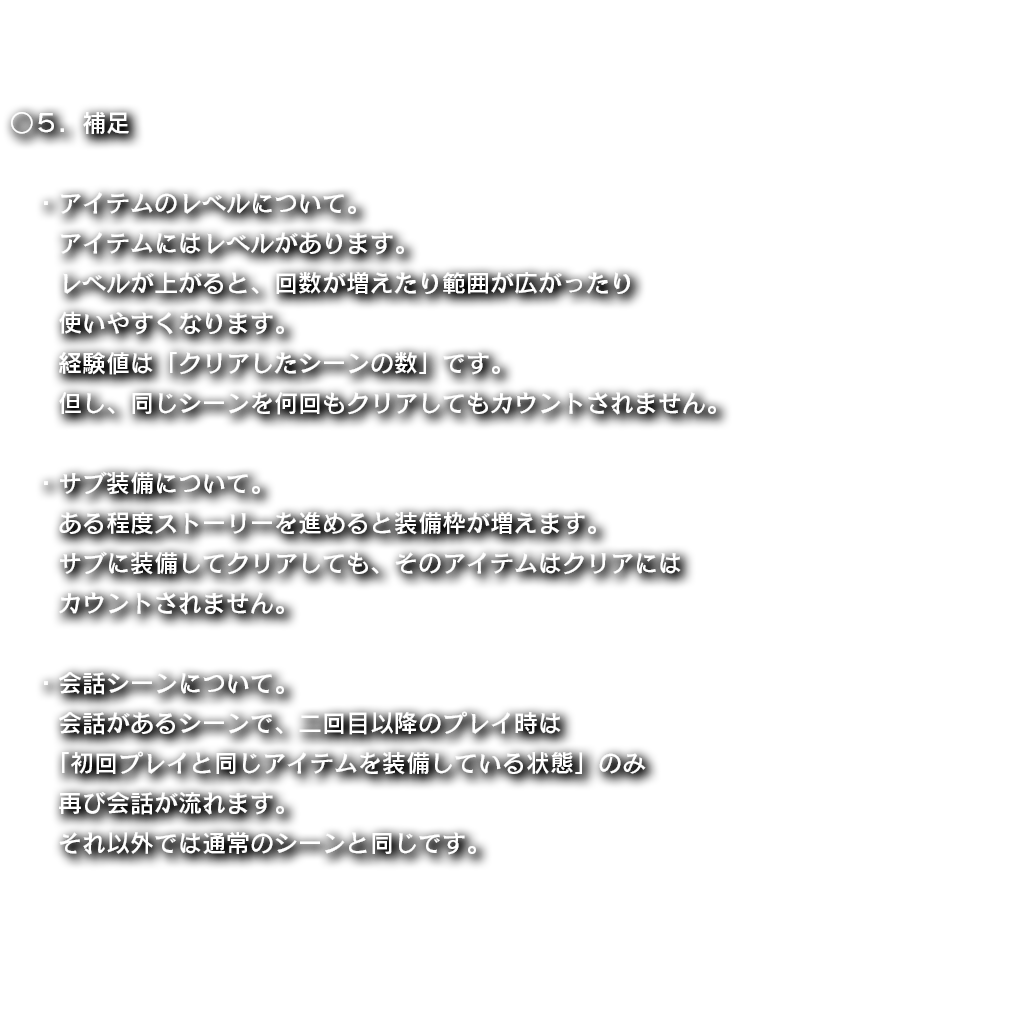 ○５．補足
・アイテムのレベルについて。
アイテムにはレベルがあります。
レベルが上がると、回数が増えたり範囲が広がったり
使いやすくなります。
経験値は「クリアしたシーンの数」です。
但し、同じシーンを何回もクリアしてもカウントされません。
・サブ装備について。
ある程度ストーリーを進めると装備枠が増えます。
サブに装備してクリアしても、そのアイテムはクリアには
カウントされません。
・会話シーンについて。
会話があるシーンで、二回目以降のプレイ時は
「初回プレイと同じアイテムを装備している状態」のみ
再び会話が流れます。
それ以外では通常のシーンと同じです。